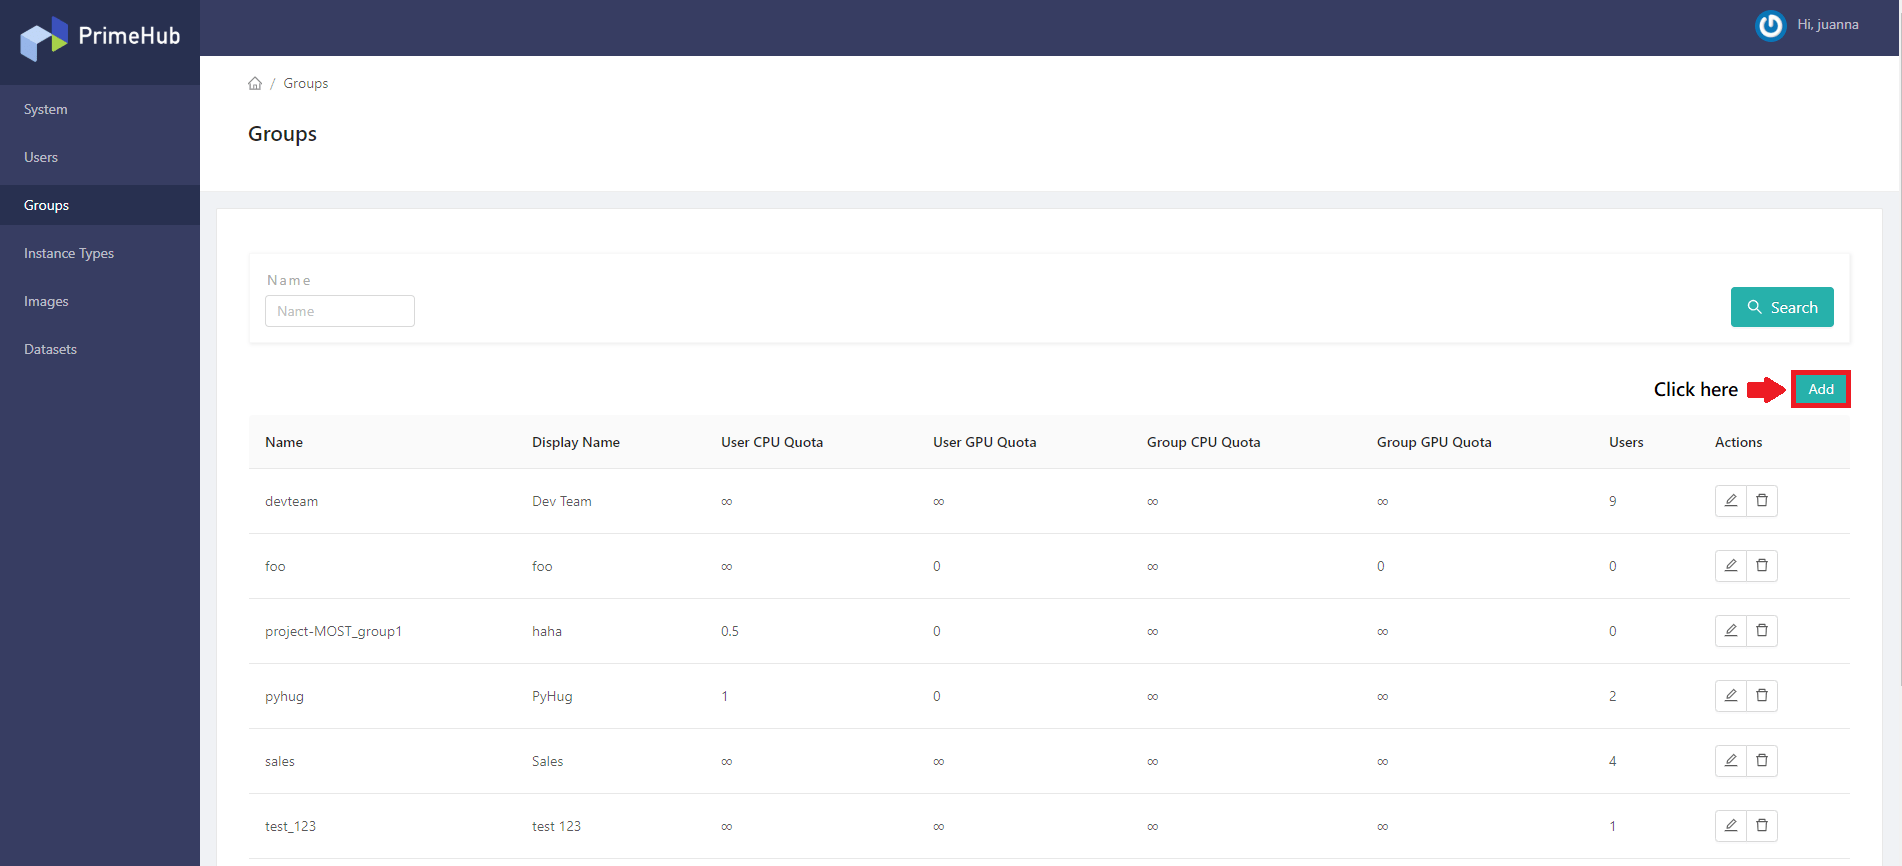 PrimeHub
Hi, juanna
System
Users
Groups
Instance Types
Images
Datasets
/ Groups
Groups
Name
Name
Search
Click here
Add
Name Display Name User CPU Quota User GPU Quota Group CPU Quota Group GPU Quota Users Actions
devteam Dev Team ∞ ∞ ∞ ∞ 9
foo foo ∞ 0 ∞ 0 0
project-MOST_group1 haha 0.5 0 ∞ ∞ 0
pyhug PyHug 1 0 ∞ ∞ 2
sales Sales ∞ ∞ ∞ ∞ 4
test_123 test 123 ∞ ∞ ∞ ∞ 1